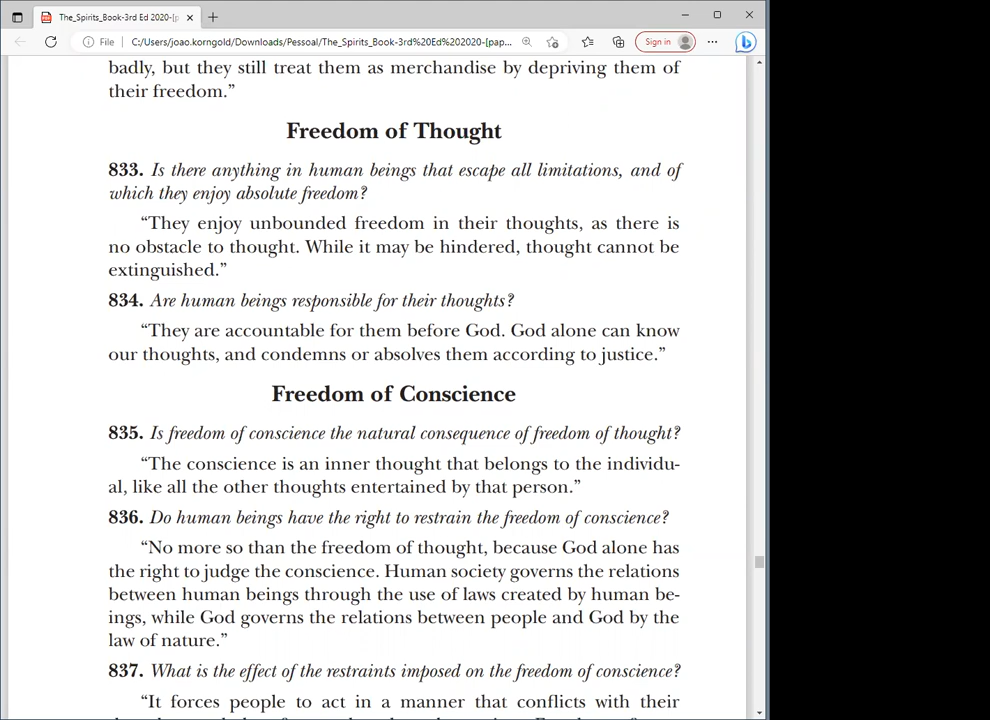 The_Spirits_Book-3rd Ed 2020-[p
File
C:/Users/joao.korngold/Downloads/Pessoal/The_Spirits_Book-3rd%20Ed%202020-[pap...
Sign in
badly, but they still treat them as merchandise by depriving them of
their freedom.”
Freedom of Thought
833. Is there anything in human beings that escape all limitations, and of
which they enjoy absolute freedom?
“They enjoy unbounded freedom in their thoughts, as there is
no obstacle to thought. While it may be hindered, thought cannot be
extinguished.”
834. Are human beings responsible for their thoughts?
“They are accountable for them before God. God alone can know
our thoughts, and condemns or absolves them according to justice.”
Freedom of Conscience
835. Is freedom of conscience the natural consequence of freedom of thought?
“The conscience is an inner thought that belongs to the individu-
al, like all the other thoughts entertained by that person.”
836. Do human beings have the right to restrain the freedom of conscience?
“No more so than the freedom of thought, because God alone has
the right to judge the conscience. Human society governs the relations
between human beings through the use of laws created by human be-
ings, while God governs the relations between people and God by the
law of nature.”
837. What is the effect of the restraints imposed on the freedom of conscience?
“It forces people to act in a manner that conflicts with their